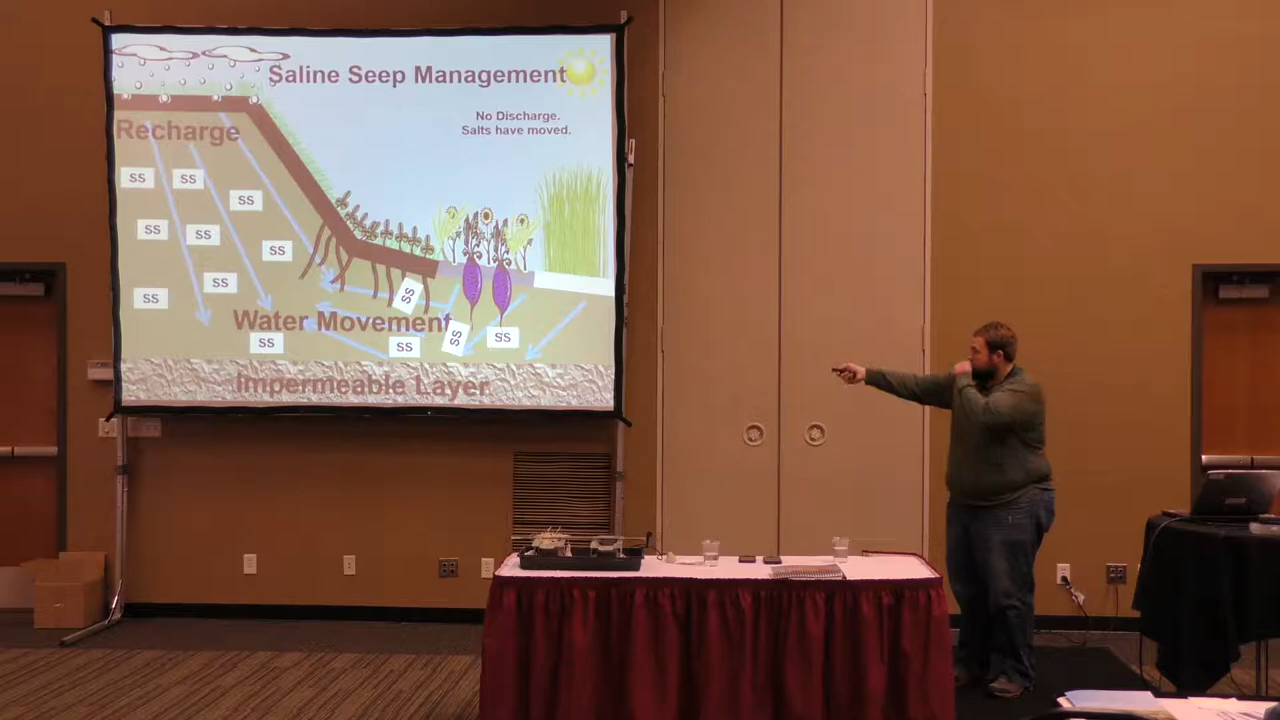 Saline Seep Management
No Discharge.
Salts have moved.
Recharge
SS
SS
SS
SS
SS
SS
SS
SS
SS
Water Movement
SS
SS
SS
SS
Impermeable Layer